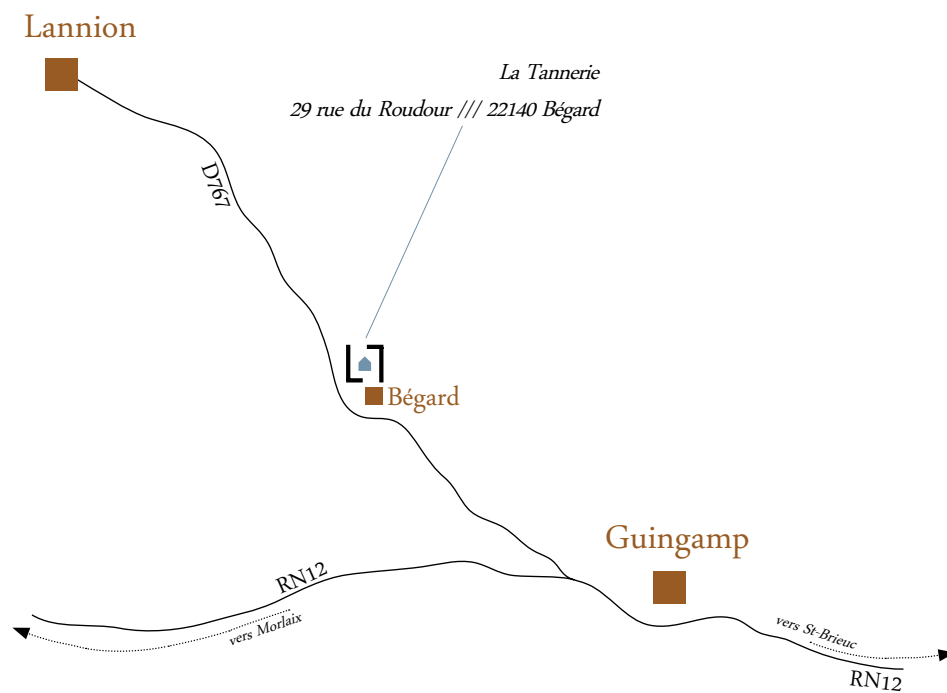 Lannion
La Tannerie
29 rue du Roudour /// 22140 Bégard
D767
Bégard
Guingamp
RN12
vers Morlaix
vers St-Brieuc
RN12